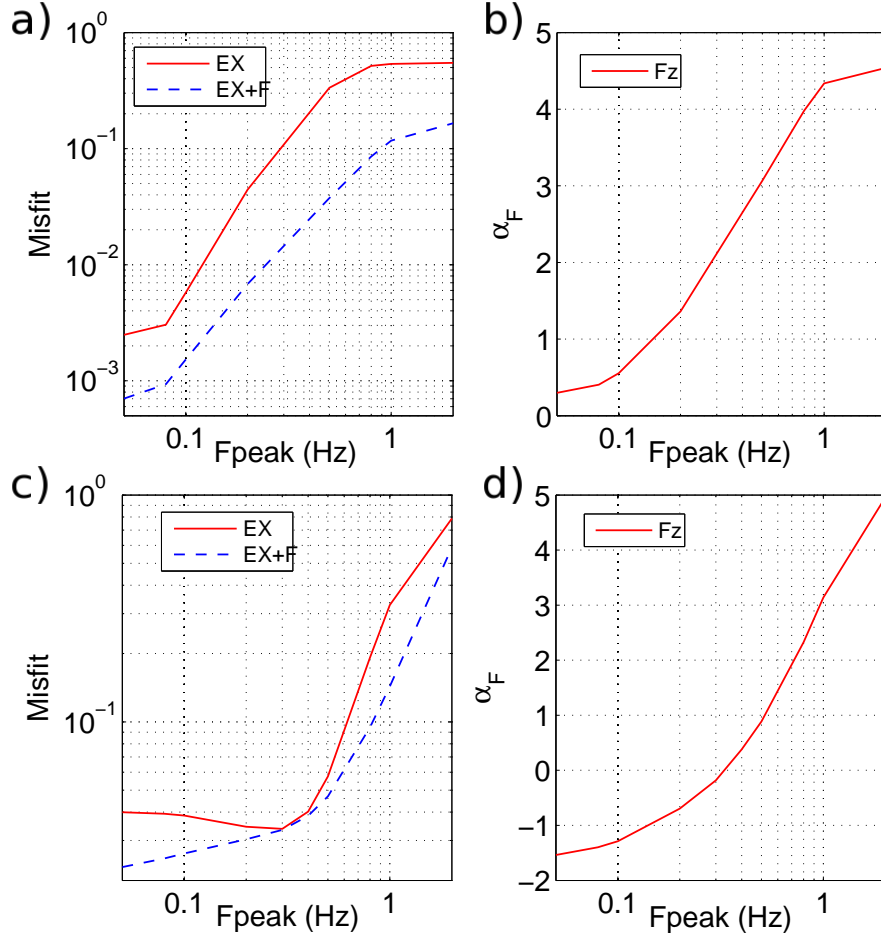 a)
10^0
10^-1
10^-2
10^-3
Misfit
EX
EX+F
0.1
1
Fpeak (Hz)
b)
5
4
3
2
1
0
α_F
Fz
0.1
1
Fpeak (Hz)
c)
10^0
10^-1
Misfit
EX
EX+F
0.1
1
Fpeak (Hz)
d)
5
4
3
2
1
0
−1
−2
α_F
Fz
0.1
1
Fpeak (Hz)